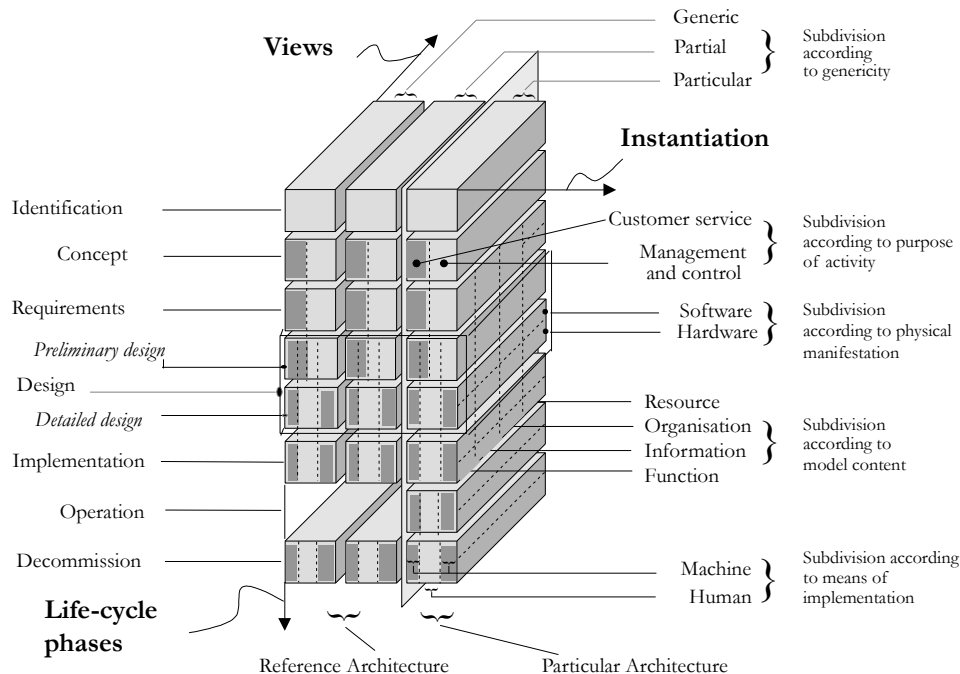 Generic
Views
Partial
Subdivision
according
to genericity
Particular
Instantiation
Identification
Customer service
Subdivision
according to purpose
of activity
Concept
Management
and control
Requirements
Software
Hardware
Subdivision
according to physical
manifestation
Preliminary design
Design
Detailed design
Resource
Organisation
Information
Function
Subdivision
according to
model content
Implementation
Operation
Decommission
Machine
Human
Subdivision according
to means of
implementation
Life-cycle
phases
Reference Architecture
Particular Architecture